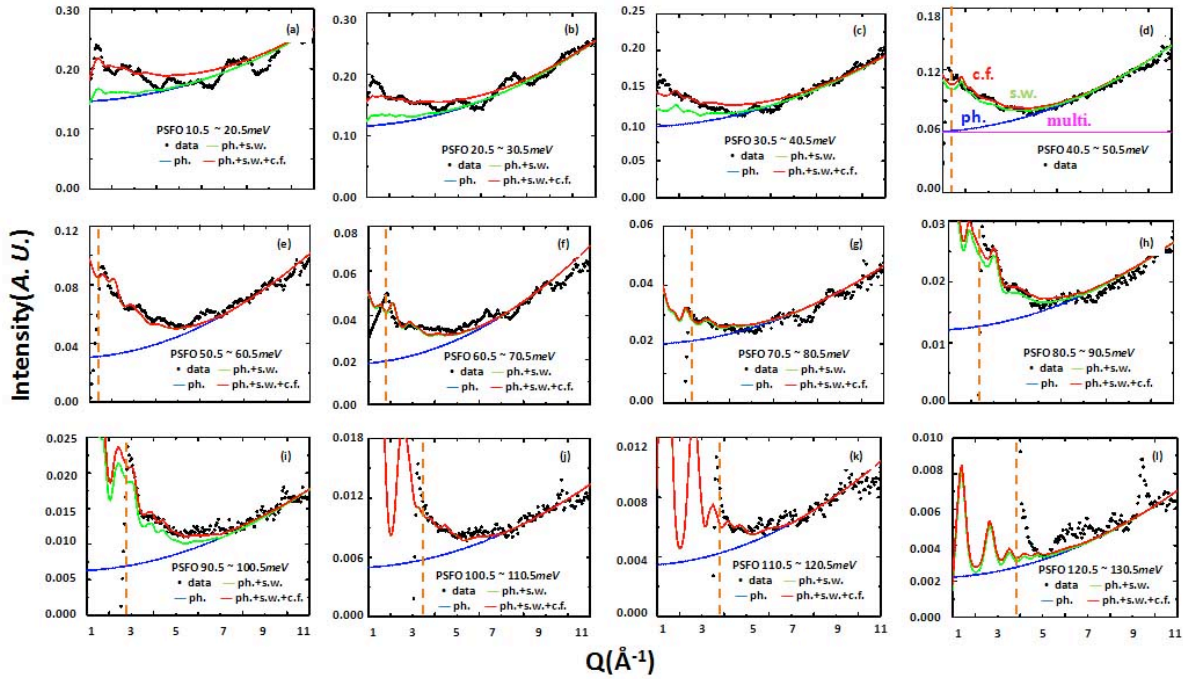 (a)
0.30
0.20
0.10
0.00
PSFO 10.5 ~ 20.5meV
data
ph.+s.w.
ph.
ph.+s.w.+c.f.
(b)
0.30
0.20
0.10
0.00
PSFO 20.5 ~ 30.5meV
data
ph.+s.w.
ph.
ph.+s.w.+c.f.
(c)
0.25
0.20
0.15
0.10
0.05
0.00
PSFO 30.5 ~ 40.5meV
data
ph.+s.w.
ph.
ph.+s.w.+c.f.
(d)
0.18
0.12
0.06
0.00
c.f.
s.w.
ph.
multi.
PSFO 40.5 ~ 50.5meV
data
Intensity(A. U.)
(e)
0.12
0.08
0.04
0.00
PSFO 50.5 ~ 60.5meV
data
ph.+s.w.
ph.
ph.+s.w.+c.f.
(f)
0.08
0.06
0.04
0.02
0.00
PSFO 60.5 ~ 70.5meV
data
ph.+s.w.
ph.
ph.+s.w.+c.f.
(g)
0.06
0.04
0.02
0.00
PSFO 70.5 ~ 80.5meV
data
ph.+s.w.
ph.
ph.+s.w.+c.f.
(h)
0.03
0.02
0.01
0.00
PSFO 80.5 ~ 90.5meV
data
ph.+s.w.
ph.
ph.+s.w.+c.f.
(i)
0.025
0.020
0.015
0.010
0.005
0.000
PSFO 90.5 ~ 100.5meV
data
ph.+s.w.
ph.
ph.+s.w.+c.f.
1 3 5 7 9 11
(j)
0.018
0.012
0.006
0.000
PSFO 100.5 ~ 110.5meV
data
ph.+s.w.
ph.
ph.+s.w.+c.f.
1 3 5 7 9 11
(k)
0.012
0.008
0.006
0.004
0.002
0.000
PSFO 110.5 ~ 120.5meV
data
ph.+s.w.
ph.
ph.+s.w.+c.f.
1 3 5 7 9 11
(l)
0.010
0.008
0.006
0.004
0.002
0.000
PSFO 120.5 ~ 130.5meV
data
ph.+s.w.
ph.
ph.+s.w.+c.f.
1 3 5 7 9 11
Q(Å-1)